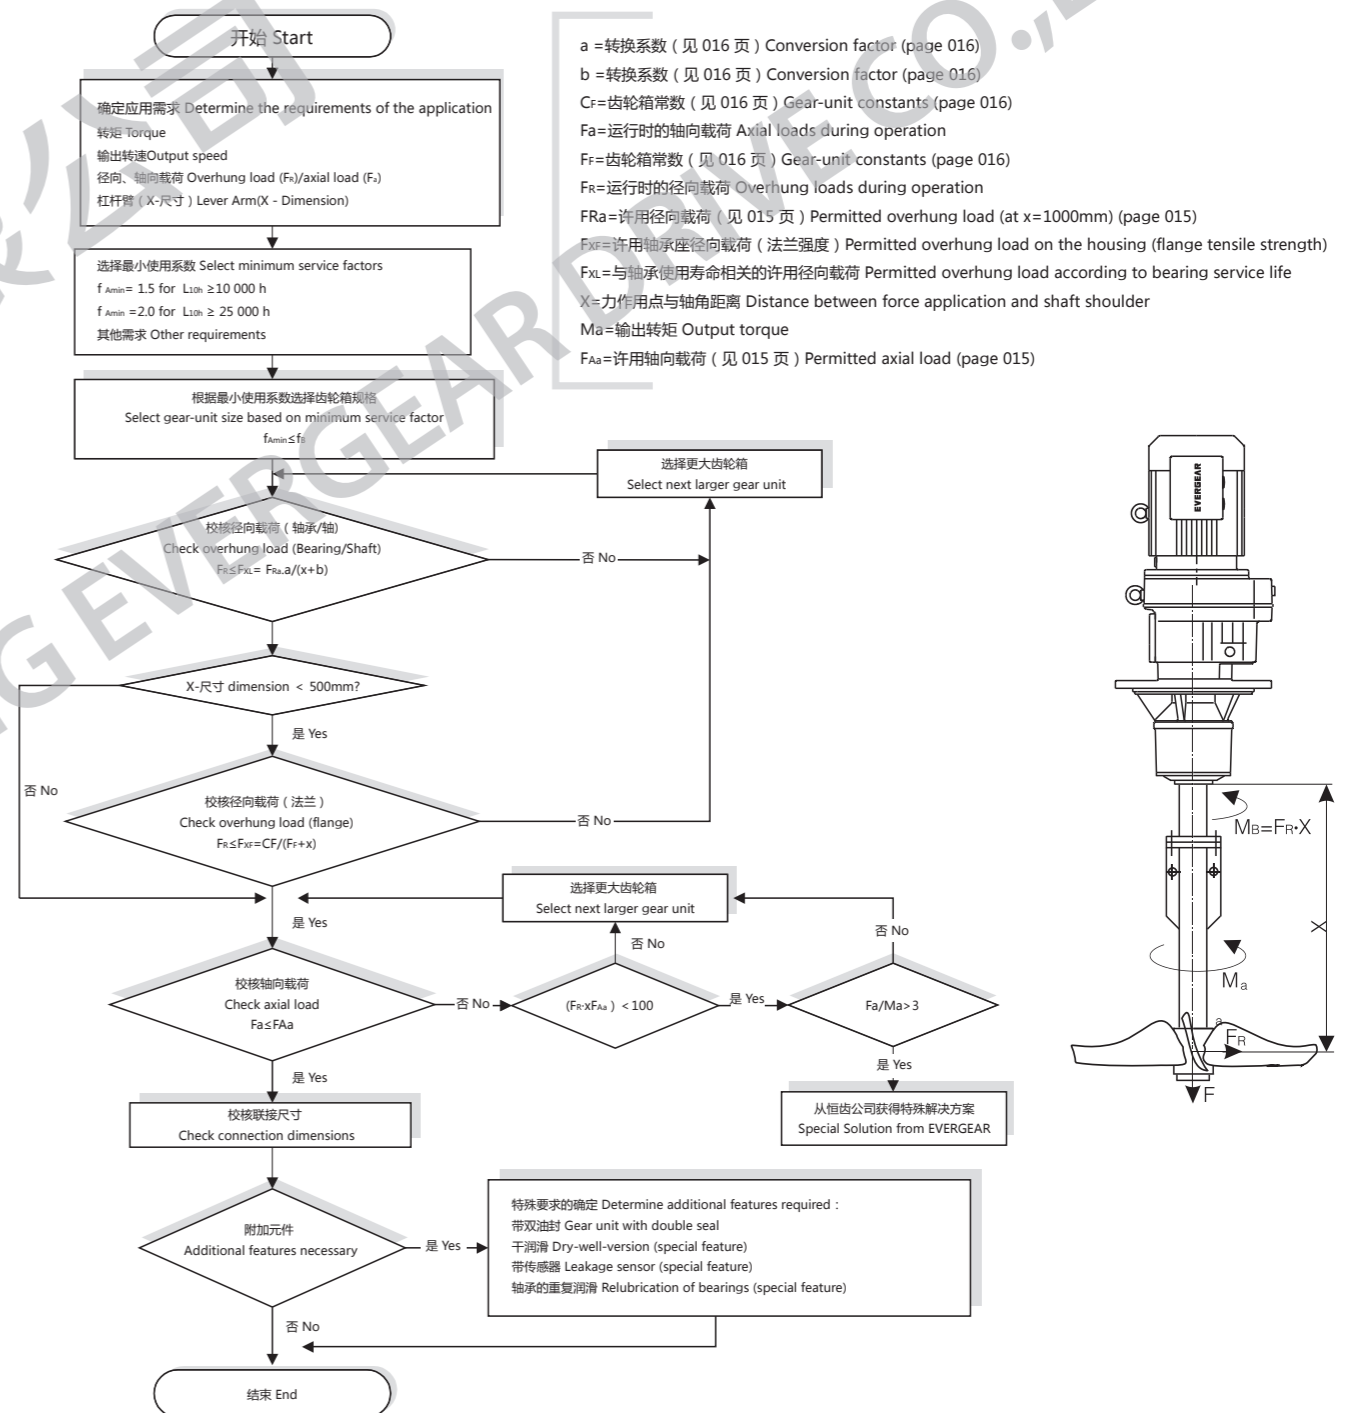 开始 Start
确定应用需求 Determine the requirements of the application
转矩 Torque
输出转速Output speed
径向、轴向载荷 Overhung load (FR)/axial load (Fa)
杠杆臂（X-尺寸）Lever Arm(X - Dimension)
选择最小使用系数 Select minimum service factors
f Amin= 1.5 for L10h ≥10 000 h
f Amin =2.0 for L10h ≥ 25 000 h
其他需求 Other requirements
根据最小使用系数选择齿轮箱规格
Select gear-unit size based on minimum service factor
fAmin≤fB
a =转换系数（见 016 页）Conversion factor (page 016)
b =转换系数（见 016 页）Conversion factor (page 016)
CF=齿轮箱常数（见 016 页）Gear-unit constants (page 016)
Fa=运行时的轴向载荷 Axial loads during operation
FF=齿轮箱常数（见 016 页）Gear-unit constants (page 016)
FR=运行时的径向载荷 Overhung loads during operation
FRa=许用径向载荷（见 015 页）Permitted overhung load (at x=1000mm) (page 015)
FXF=许用轴承座径向载荷（法兰强度）Permitted overhung load on the housing (flange tensile strength)
FXL=与轴承使用寿命相关的许用径向载荷 Permitted overhung load according to bearing service life
X=力作用点与轴角距离 Distance between force application and shaft shoulder
Ma=输出转矩 Output torque
FAa=许用轴向载荷（见 015 页）Permitted axial load (page 015)
选择更大齿轮箱
Select next larger gear unit
校核径向载荷（轴承/轴）
Check overhung load (Bearing/Shaft)
FR≤FXL= FRa.a/(x+b)
否 No
X-尺寸 dimension < 500mm?
是 Yes
否 No
校核径向载荷（法兰）
Check overhung load (flange)
FR≤FXF=CF/(FF+x)
否 No
选择更大齿轮箱
Select next larger gear unit
是 Yes
否 No
否 No
校核轴向载荷
Check axial load
Fa≤FAa
否 No
(FR·xFAa）<100
是 Yes
Fa/Ma>3
是 Yes
是 Yes
校核联接尺寸
Check connection dimensions
从恒齿公司获得特殊解决方案
Special Solution from EVERGEAR
附加元件
Additional features necessary
是 Yes
特殊要求的确定 Determine additional features required：
带双油封 Gear unit with double seal
干润滑 Dry-well-version (special feature)
带传感器 Leakage sensor (special feature)
轴承的重复润滑 Relubrication of bearings (special feature)
否 No
结束 End
EVERGEAR
MB=FR·X
X
Ma
a
FR
F
限公司
G EVERGEAR DRIVE CO.,